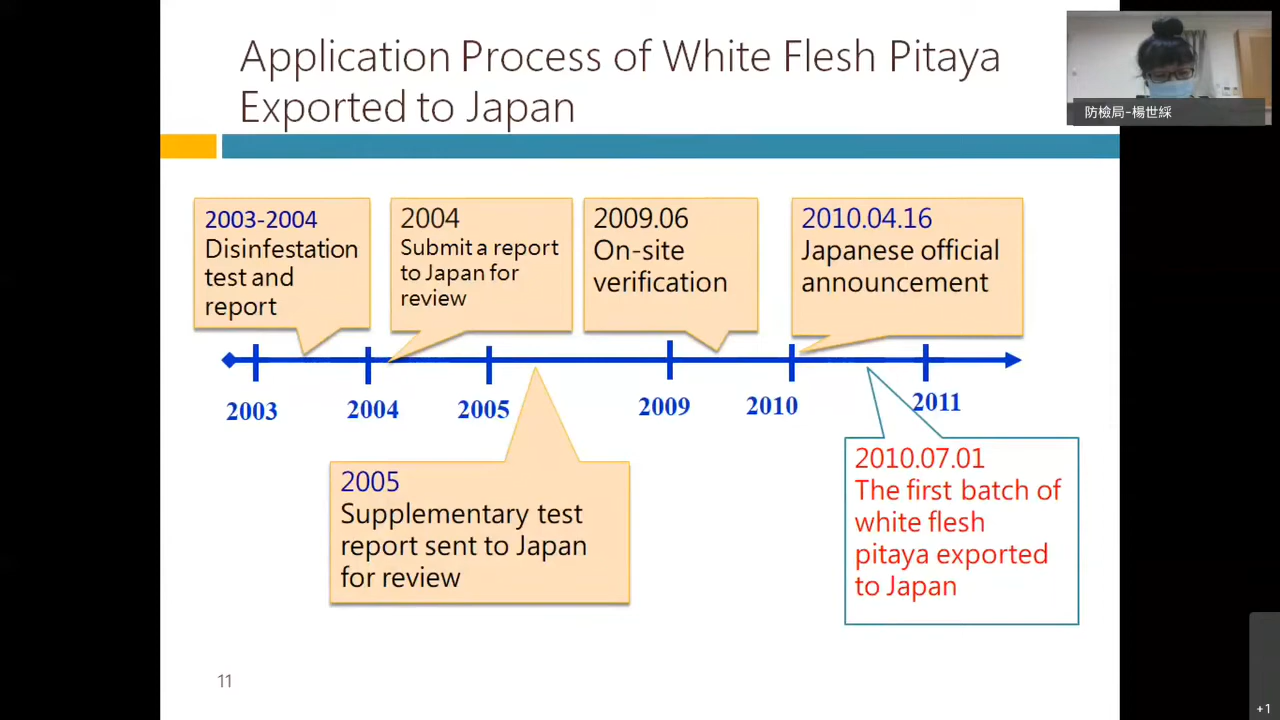 Application Process of White Flesh Pitaya
Exported to Japan
防檢局-楊世綵
2003-2004
Disinfestation
test and
report
2004
Submit a report
to Japan for
review
2009.06
On-site
verification
2010.04.16
Japanese official
announcement
2003
2004
2005
2009
2010
2011
2005
Supplementary test
report sent to Japan
for review
2010.07.01
The first batch of
white flesh
pitaya exported
to Japan
11
+1